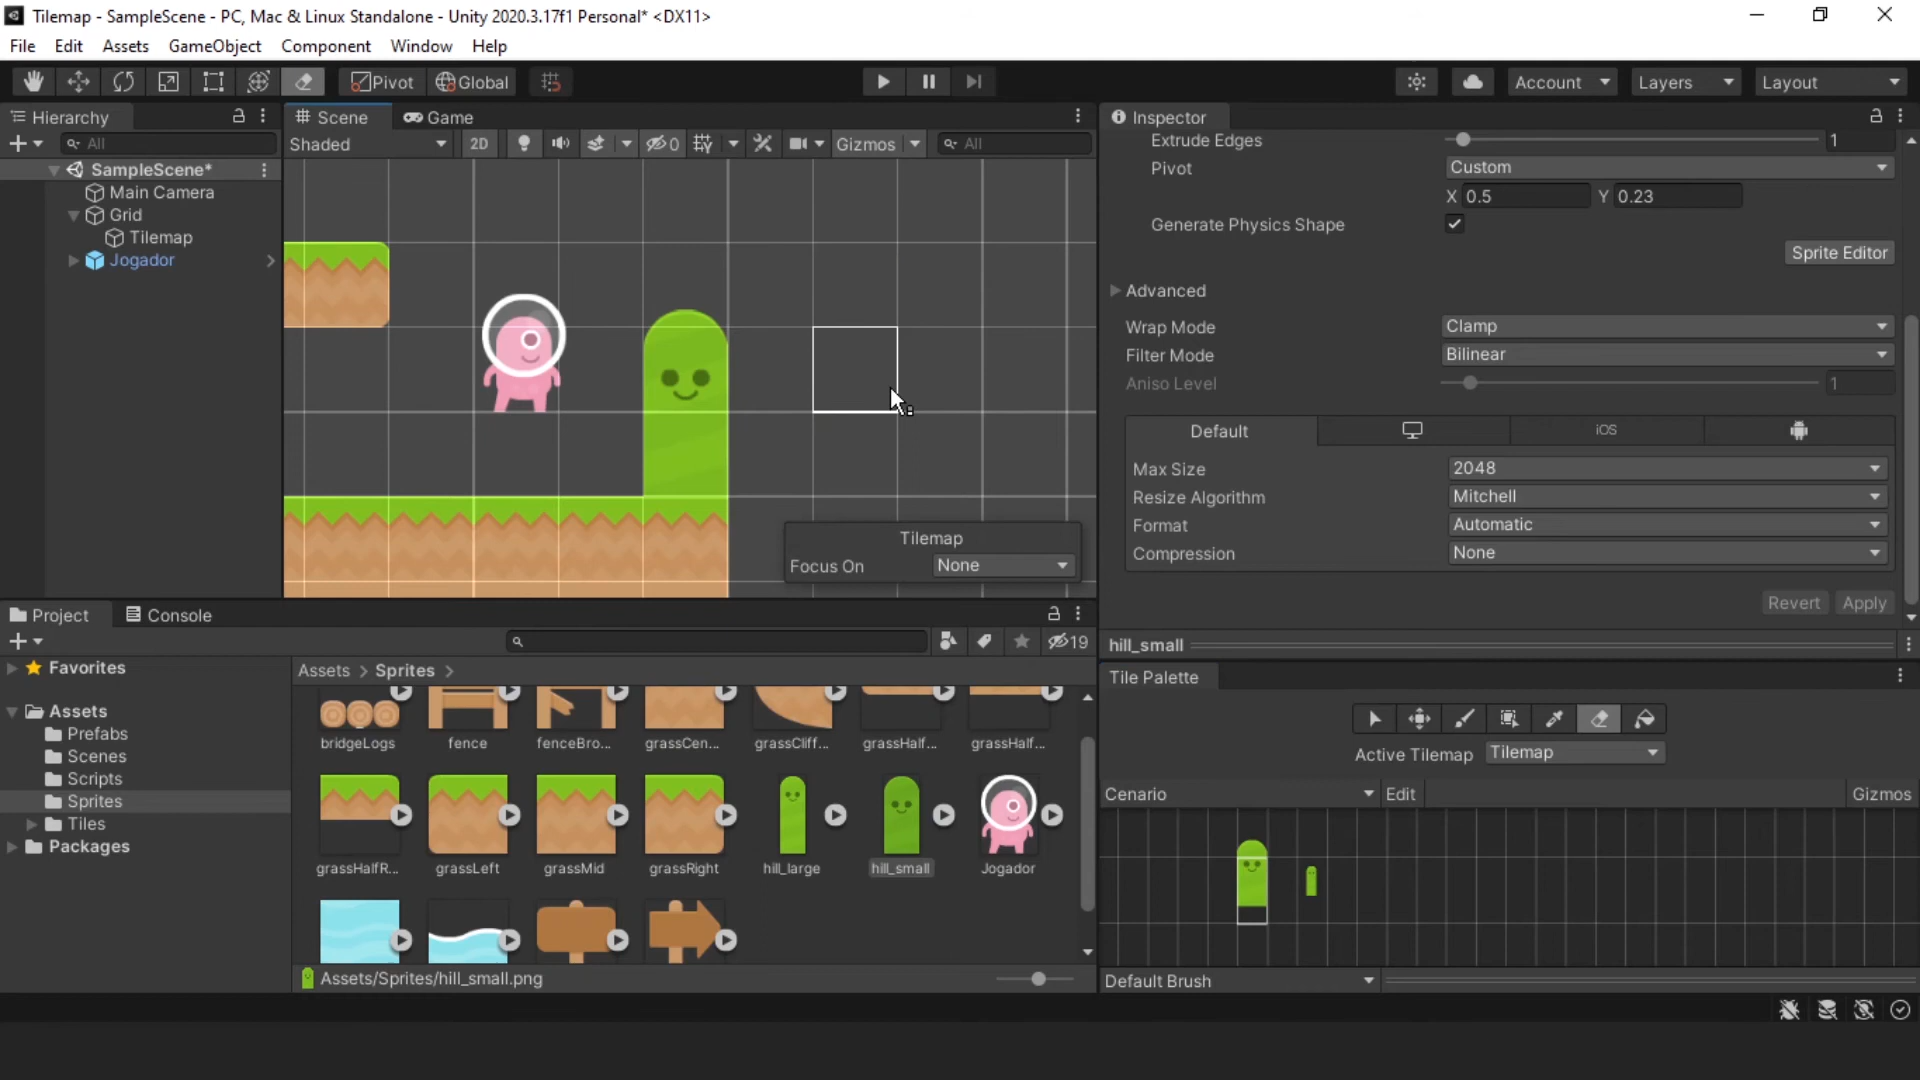 Tilemap - SampleScene - PC, Mac & Linux Standalone - Unity 2020.3.17f1 Personal* <DX11>
File Edit Assets GameObject Component Window Help
Pivot Global Account Layers Layout
Hierarchy
All
SampleScene*
Main Camera
Grid
Tilemap
Jogador
Scene Game
Shaded 2D 0 Gizmos All
Tilemap
Focus On None
Inspector
Extrude Edges 1
Pivot Custom
X 0.5 Y 0.23
Generate Physics Shape
Sprite Editor
Advanced
Wrap Mode Clamp
Filter Mode Bilinear
Aniso Level 1
Default iOS
Max Size 2048
Resize Algorithm Mitchell
Format Automatic
Compression None
Revert Apply
hill_small
Project Console
19
Favorites
Assets
Prefabs
Scenes
Scripts
Sprites
Tiles
Packages
Assets > Sprites >
bridgeLogs fence fenceBro... grassCen... grassCliff... grassHalf... grassHalf...
grassHalfR... grassLeft grassMid grassRight hill_large hill_small Jogador
Assets/Sprites/hill_small.png
Tile Palette
Active Tilemap Tilemap
Cenario Edit Gizmos
Default Brush